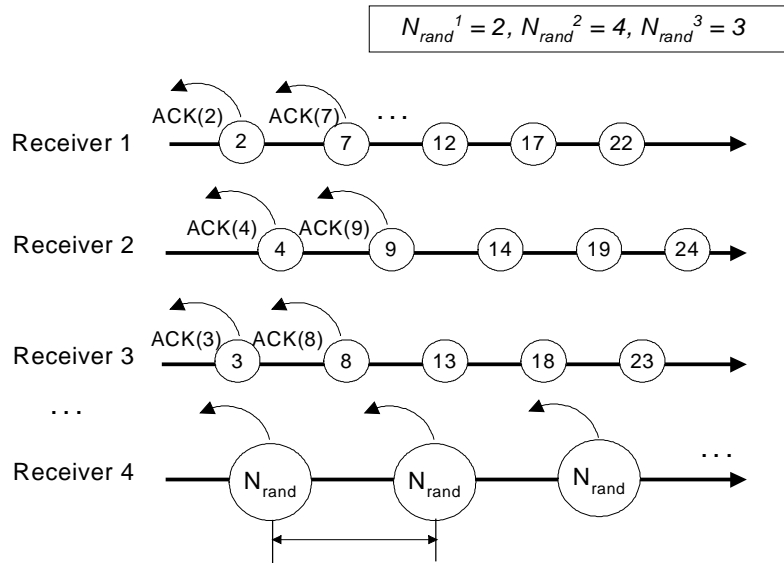 N_rand^1 = 2, N_rand^2 = 4, N_rand^3 = 3
ACK(2) ACK(7) ...
Receiver 1 2 7 12 17 22
ACK(4) ACK(9)
Receiver 2 4 9 14 19 24
ACK(3) ACK(8)
Receiver 3 3 8 13 18 23
...
Receiver 4 N_rand N_rand N_rand ...